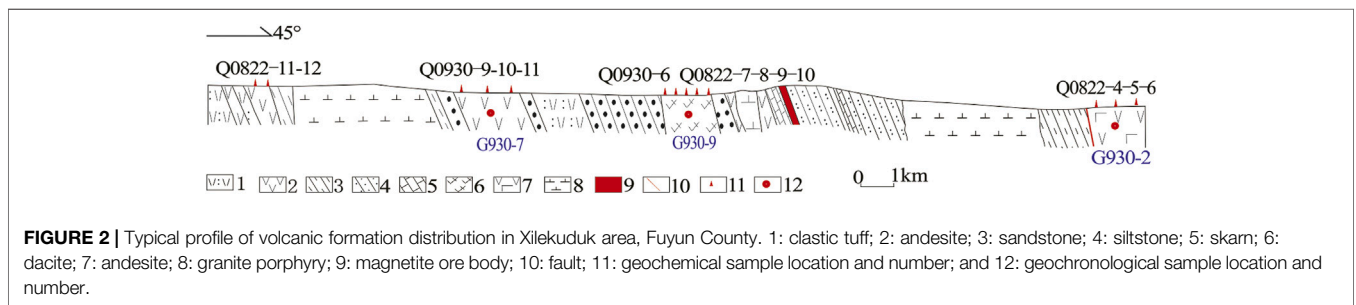 45°
Q0822-11-12
Q0930-9-10-11
Q0930-6
Q0822-7-8-9-10
Q0822-4-5-6
G930-7
G930-9
G930-2
1 2 3 4 5 6 7 8 9 10 11 12
0 1km
FIGURE 2 | Typical profile of volcanic formation distribution in Xilekuduk area, Fuyun County. 1: clastic tuff; 2: andesite; 3: sandstone; 4: siltstone; 5: skarn; 6:
dacite; 7: andesite; 8: granite porphyry; 9: magnetite ore body; 10: fault; 11: geochemical sample location and number; and 12: geochronological sample location and
number.